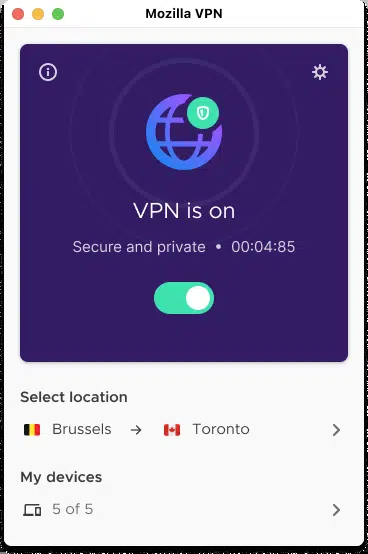 Mozilla VPN
VPN is on
Secure and private • 00:04:85
Select location
Brussels → Toronto
My devices
5 of 5